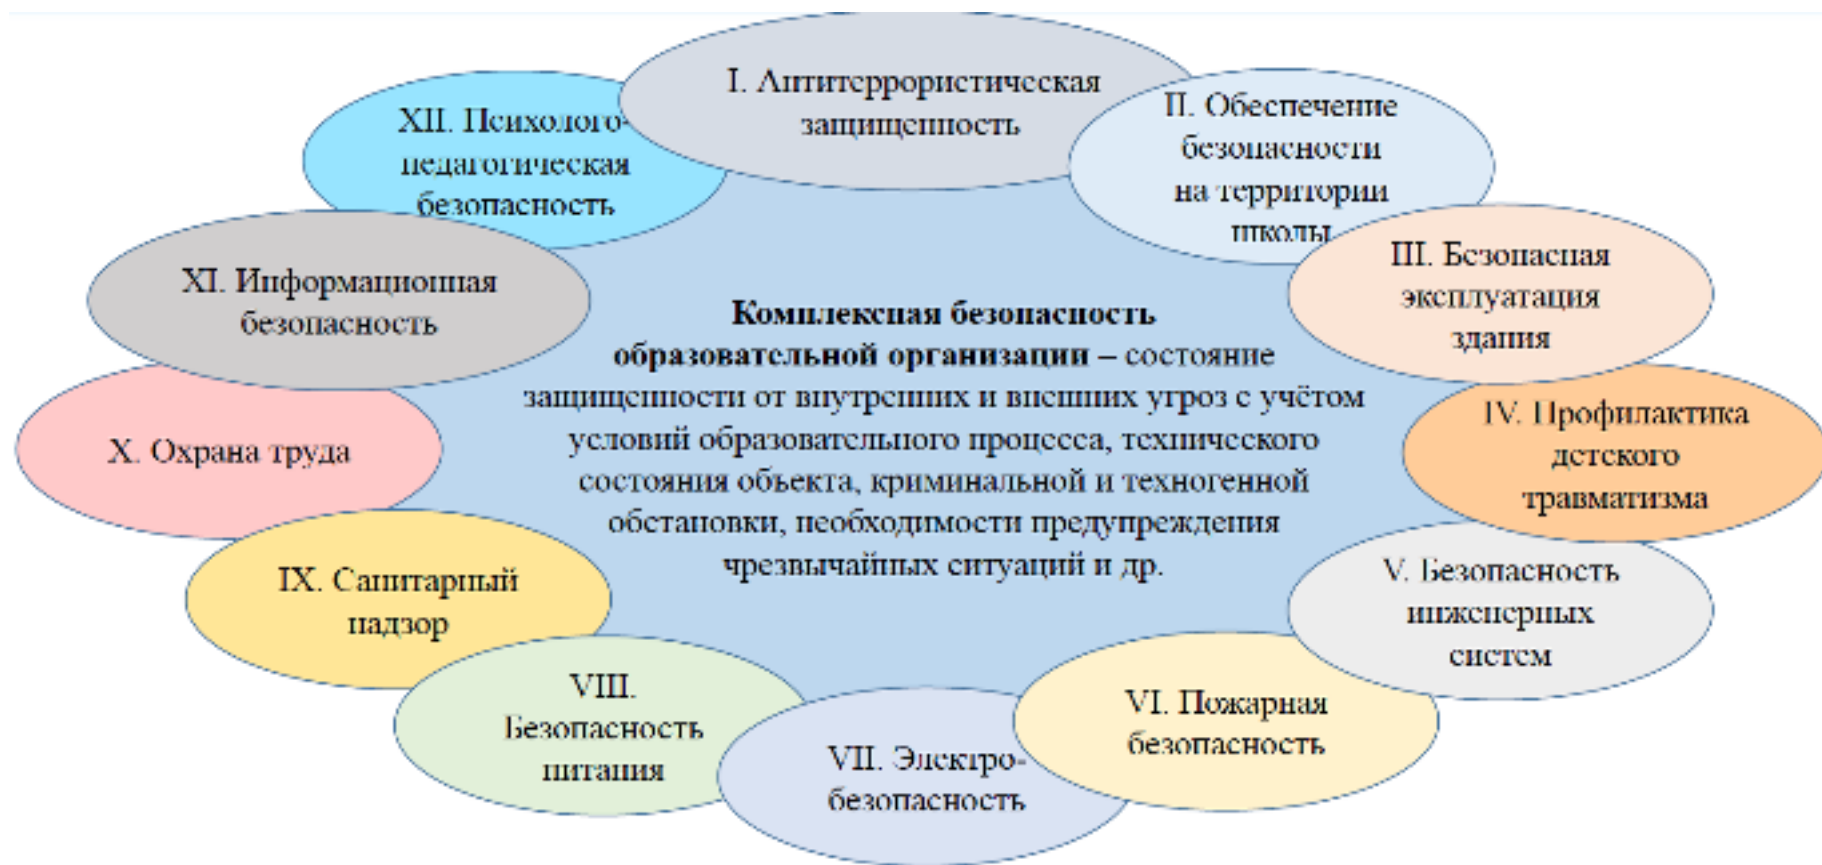 I. Антитеррористическая
защищенность
II. Обеспечение
безопасности
на территории
школы
III. Безопасная
эксплуатация
здания
IV. Профилактика
детского
травматизма
V. Безопасность
инженерных
систем
VI. Пожарная
безопасность
VII. Электро-
безопасность
VIII.
Безопасность
питания
IX. Санитарный
надзор
X. Охрана труда
XI. Информационная
безопасность
XII. Психолого-
педагогическая
безопасность
Комплексная безопасность
образовательной организации – состояние
защищенности от внутренних и внешних угроз с учётом
условий образовательного процесса, технического
состояния объекта, криминальной и техногенной
обстановки, необходимости предупреждения
чрезвычайных ситуаций и др.